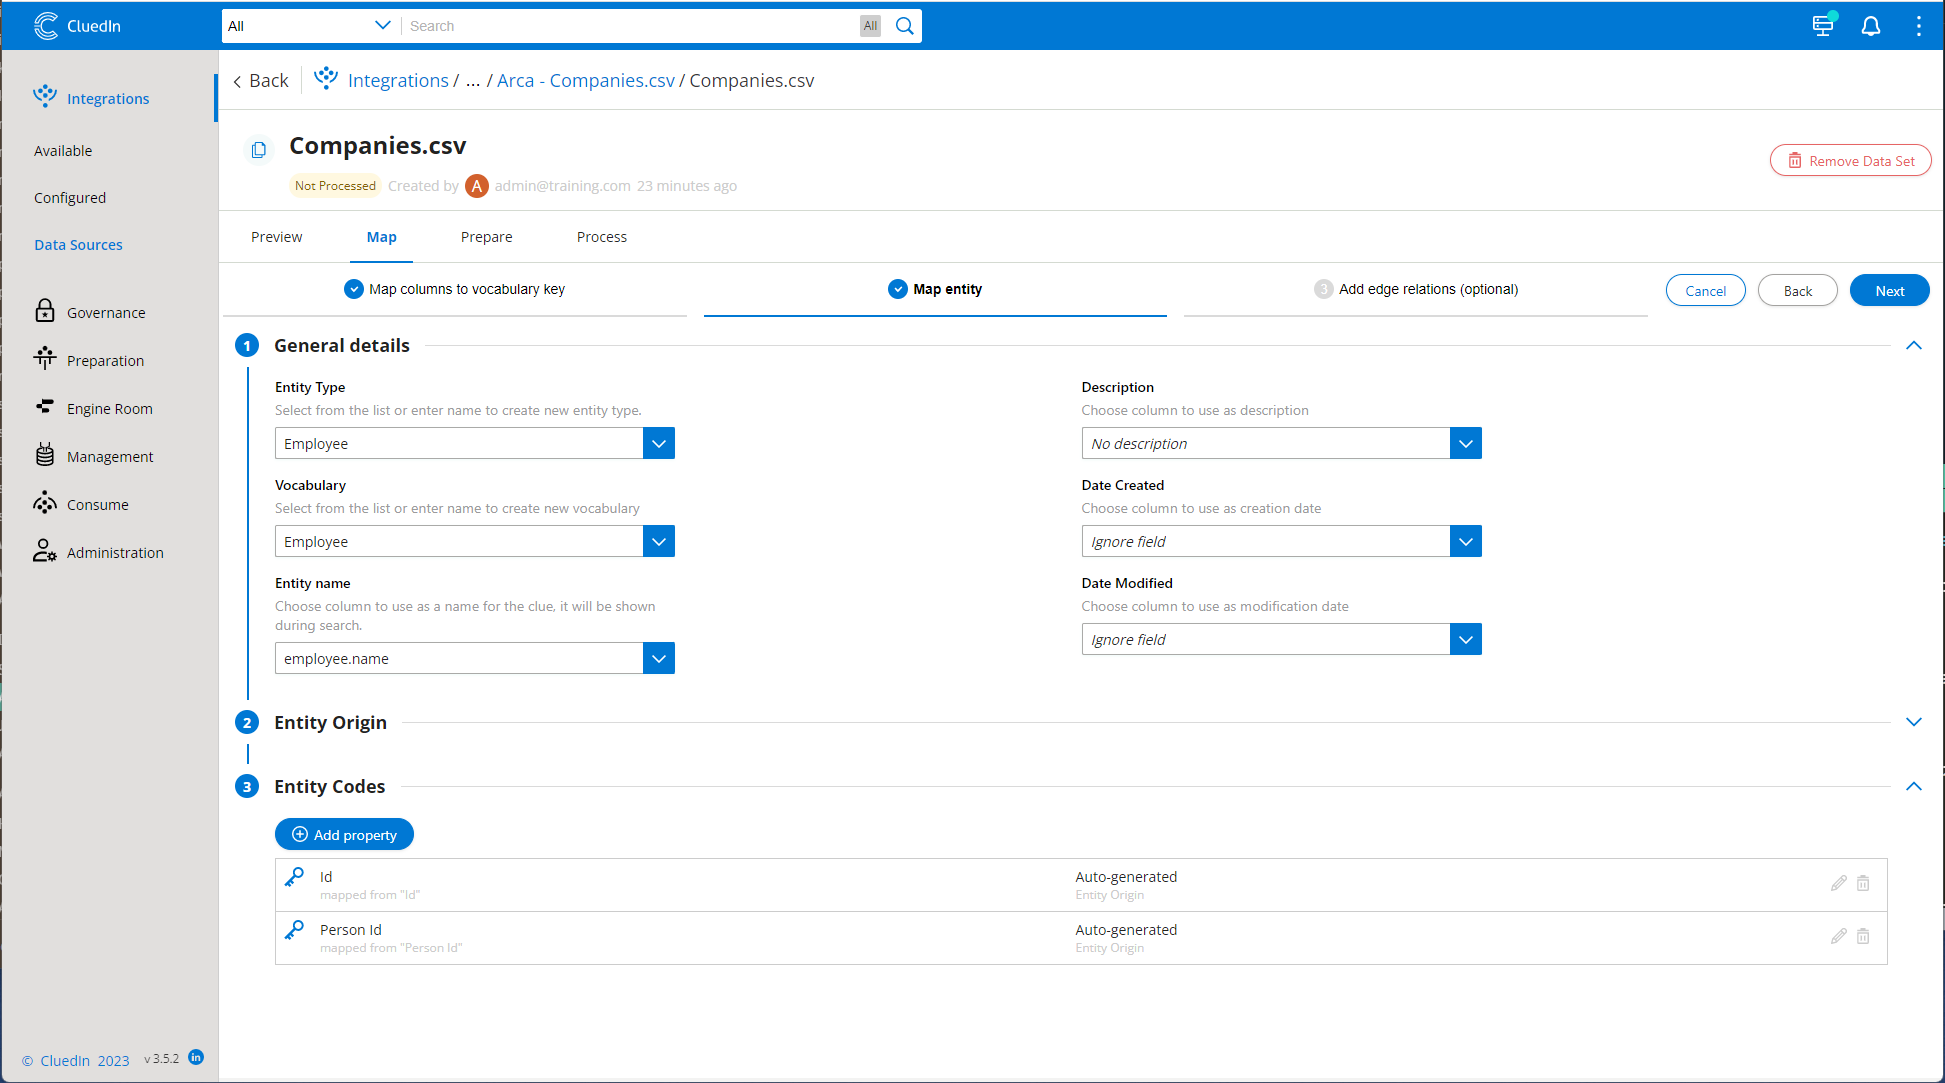 CluedIn
All
Search
All
Integrations
Available
Configured
Data Sources
Governance
Preparation
Engine Room
Management
Consume
Administration
© CluedIn 2023 v 3.5.2 in
Back Integrations / ... / Arca - Companies.csv / Companies.csv
Companies.csv
Not Processed Created by A admin@training.com 23 minutes ago
Remove Data Set
Preview Map Prepare Process
Map columns to vocabulary key
Map entity
3 Add edge relations (optional)
Cancel Back Next
1 General details
Entity Type
Select from the list or enter name to create new entity type.
Employee
Vocabulary
Select from the list or enter name to create new vocabulary
Employee
Entity name
Choose column to use as a name for the clue, it will be shown
during search.
employee.name
Description
Choose column to use as description
No description
Date Created
Choose column to use as creation date
Ignore field
Date Modified
Choose column to use as modification date
Ignore field
2 Entity Origin
3 Entity Codes
Add property
Id
mapped from "Id"
Auto-generated
Entity Origin
Person Id
mapped from "Person Id"
Auto-generated
Entity Origin